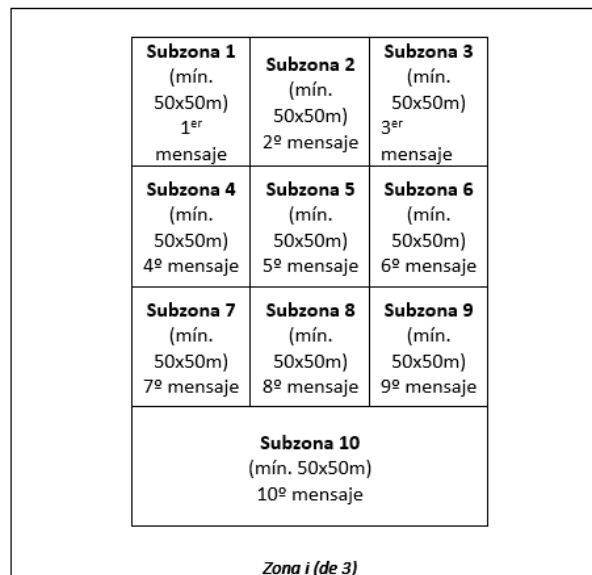 Subzona 1
(mín.
50x50m)
1er
mensaje
Subzona 2
(mín.
50x50m)
2º mensaje
Subzona 3
(mín.
50x50m)
3er
mensaje
Subzona 4
(mín.
50x50m)
4º mensaje
Subzona 5
(mín.
50x50m)
5º mensaje
Subzona 6
(mín.
50x50m)
6º mensaje
Subzona 7
(mín.
50x50m)
7º mensaje
Subzona 8
(mín.
50x50m)
8º mensaje
Subzona 9
(mín.
50x50m)
9º mensaje
Subzona 10
(mín. 50x50m)
10º mensaje
Zona i (de 3)